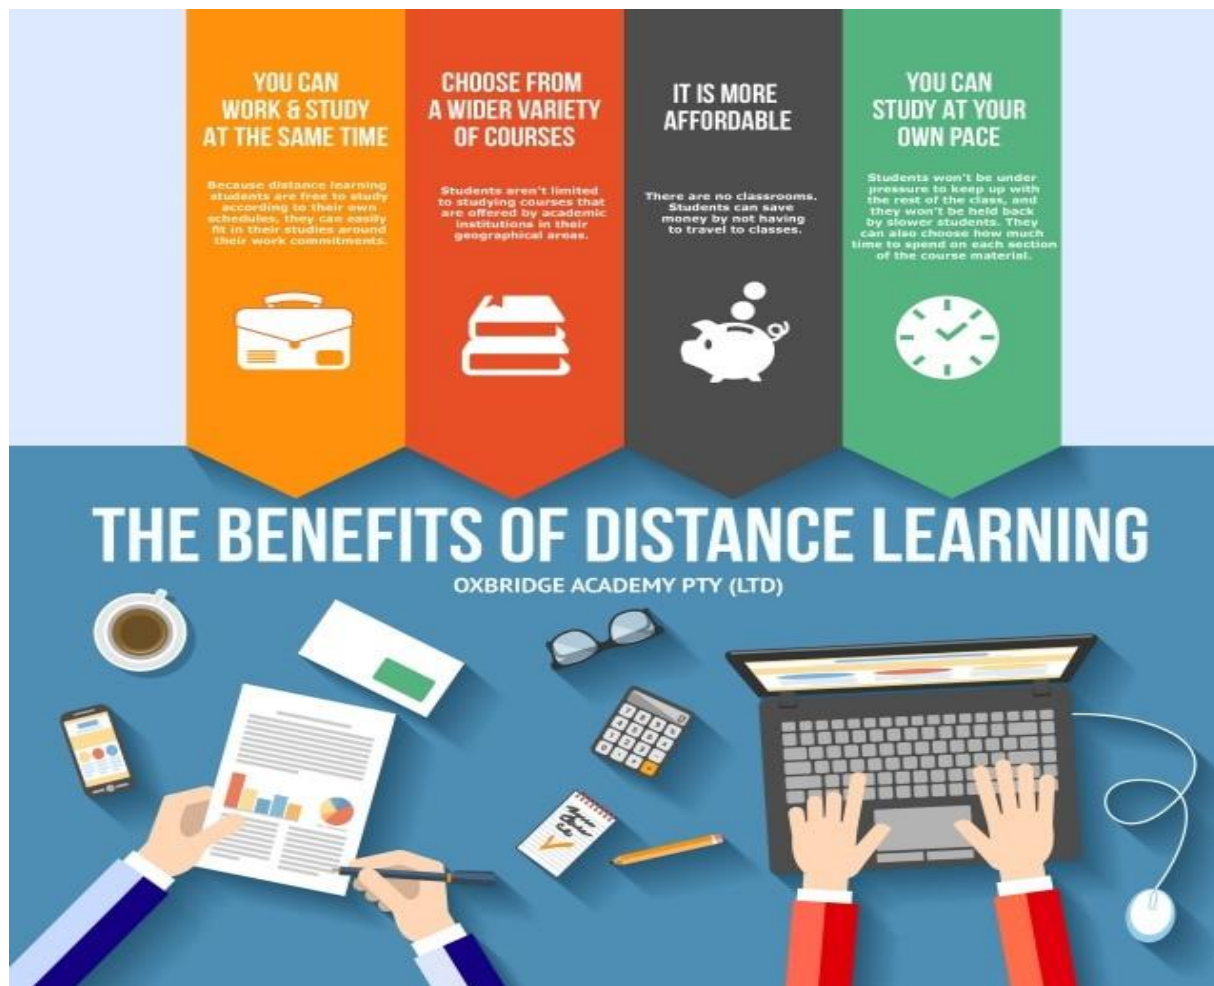 YOU CAN
WORK & STUDY
AT THE SAME TIME
Because distance learning
students are free to study
according to their own
schedules, they can easily
fit in their studies around
their work commitments.
CHOOSE FROM
A WIDER VARIETY
OF COURSES
Students aren't limited
to studying courses that
are offered by academic
institutions in their
geographical areas.
IT IS MORE
AFFORDABLE
There are no classrooms.
Students can save
money by not having
to travel to classes.
YOU CAN
STUDY AT YOUR
OWN PACE
Students won't be under
pressure to keep up with
the rest of the class, and
they won't be held back
by slower students. They
can also choose how much
time to spend on each section
of the course material.
THE BENEFITS OF DISTANCE LEARNING
OXBRIDGE ACADEMY PTY (LTD)